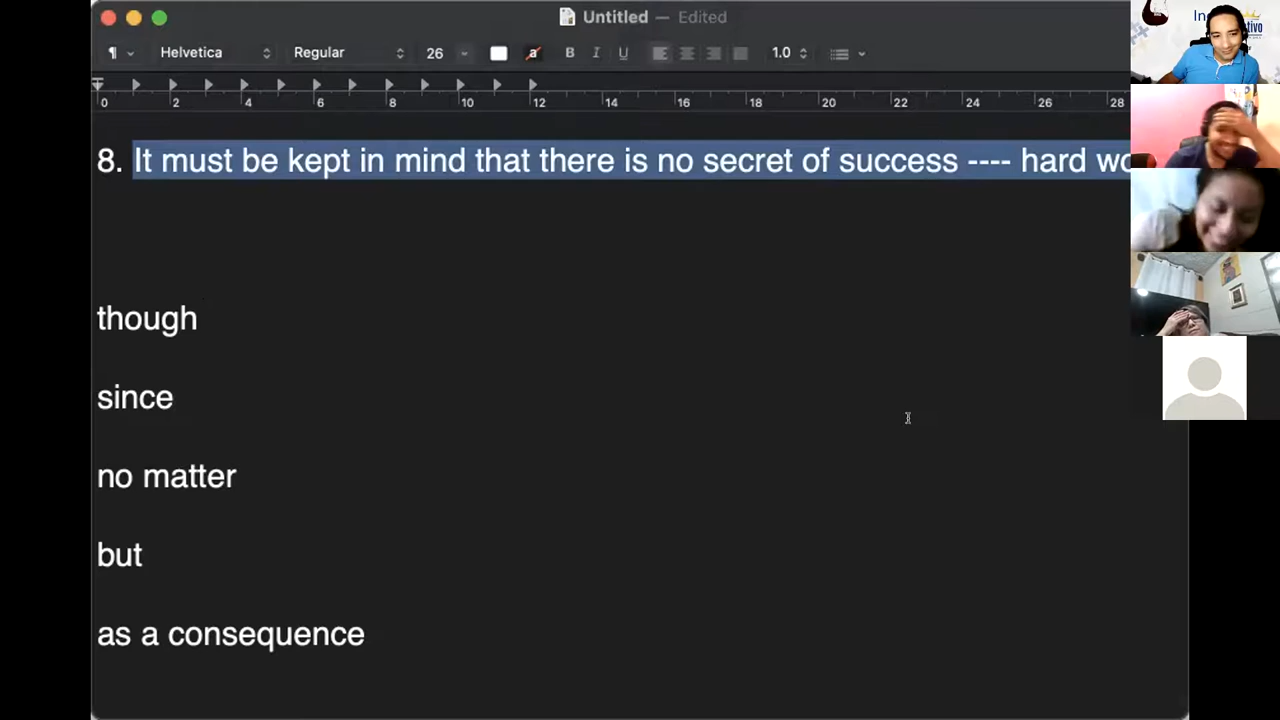 Untitled — Edited
¶ Helvetica Regular 26 a B I U 1.0
0 2 4 6 8 10 12 14 16 18 20 22 24 26 28
8. It must be kept in mind that there is no secret of success ---- hard
though
since
no matter
but
as a consequence